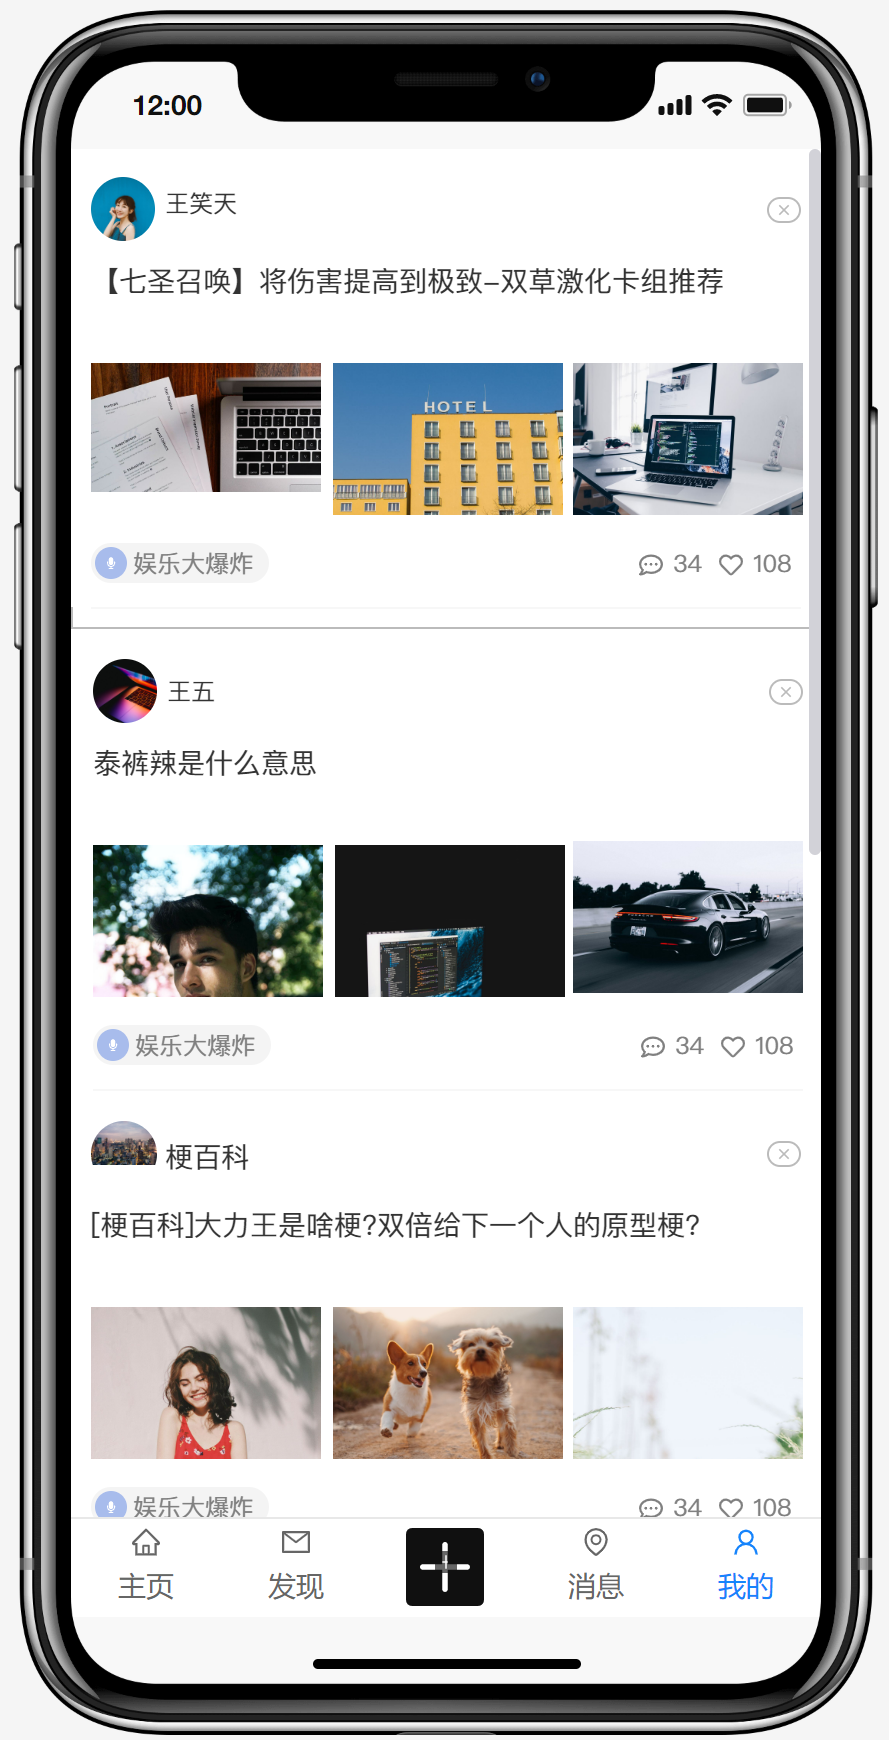 12:00
王笑天
【七圣召唤】将伤害提高到极致–双草激化卡组推荐
HOTEL
娱乐大爆炸 34 108
王五
泰裤辣是什么意思
娱乐大爆炸 34 108
梗百科
[梗百科]大力王是啥梗?双倍给下一个人的原型梗?
娱乐大爆炸 34 108
主页 发现 消息 我的